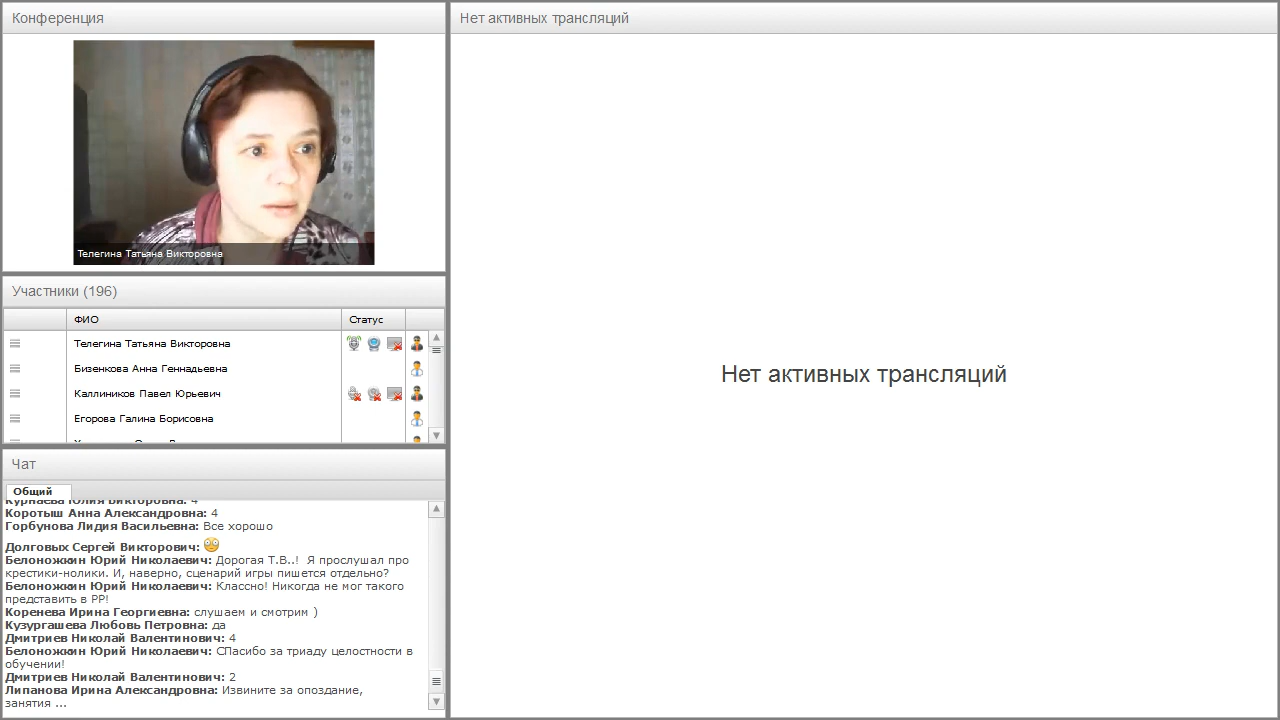 Конференция
Нет активных трансляций
Телегина Татьяна Викторовна
Участники (196)
ФИО
Статус
Телегина Татьяна Викторовна
Бизенкова Анна Геннадьевна
Каллиников Павел Юрьевич
Егорова Галина Борисовна
Нет активных трансляций
Чат
Общий
Курнаева Юлия Викторовна: 4
Коротыш Анна Александровна: 4
Горбунова Лидия Васильевна: Все хорошо
Долговых Сергей Викторович:
Белоножкин Юрий Николаевич: Дорогая Т.В..! Я прослушал про
крестики-нолики. И, наверно, сценарий игры пишется отдельно?
Белоножкин Юрий Николаевич: Классно! Никогда не мог такого
представить в РР!
Коренева Ирина Георгиевна: слушаем и смотрим )
Кузургашева Любовь Петровна: да
Дмитриев Николай Валентинович: 4
Белоножкин Юрий Николаевич: СПасибо за триаду целостности в
обучении!
Дмитриев Николай Валентинович: 2
Липанова Ирина Александровна: Извините за опоздание,
занятия ...